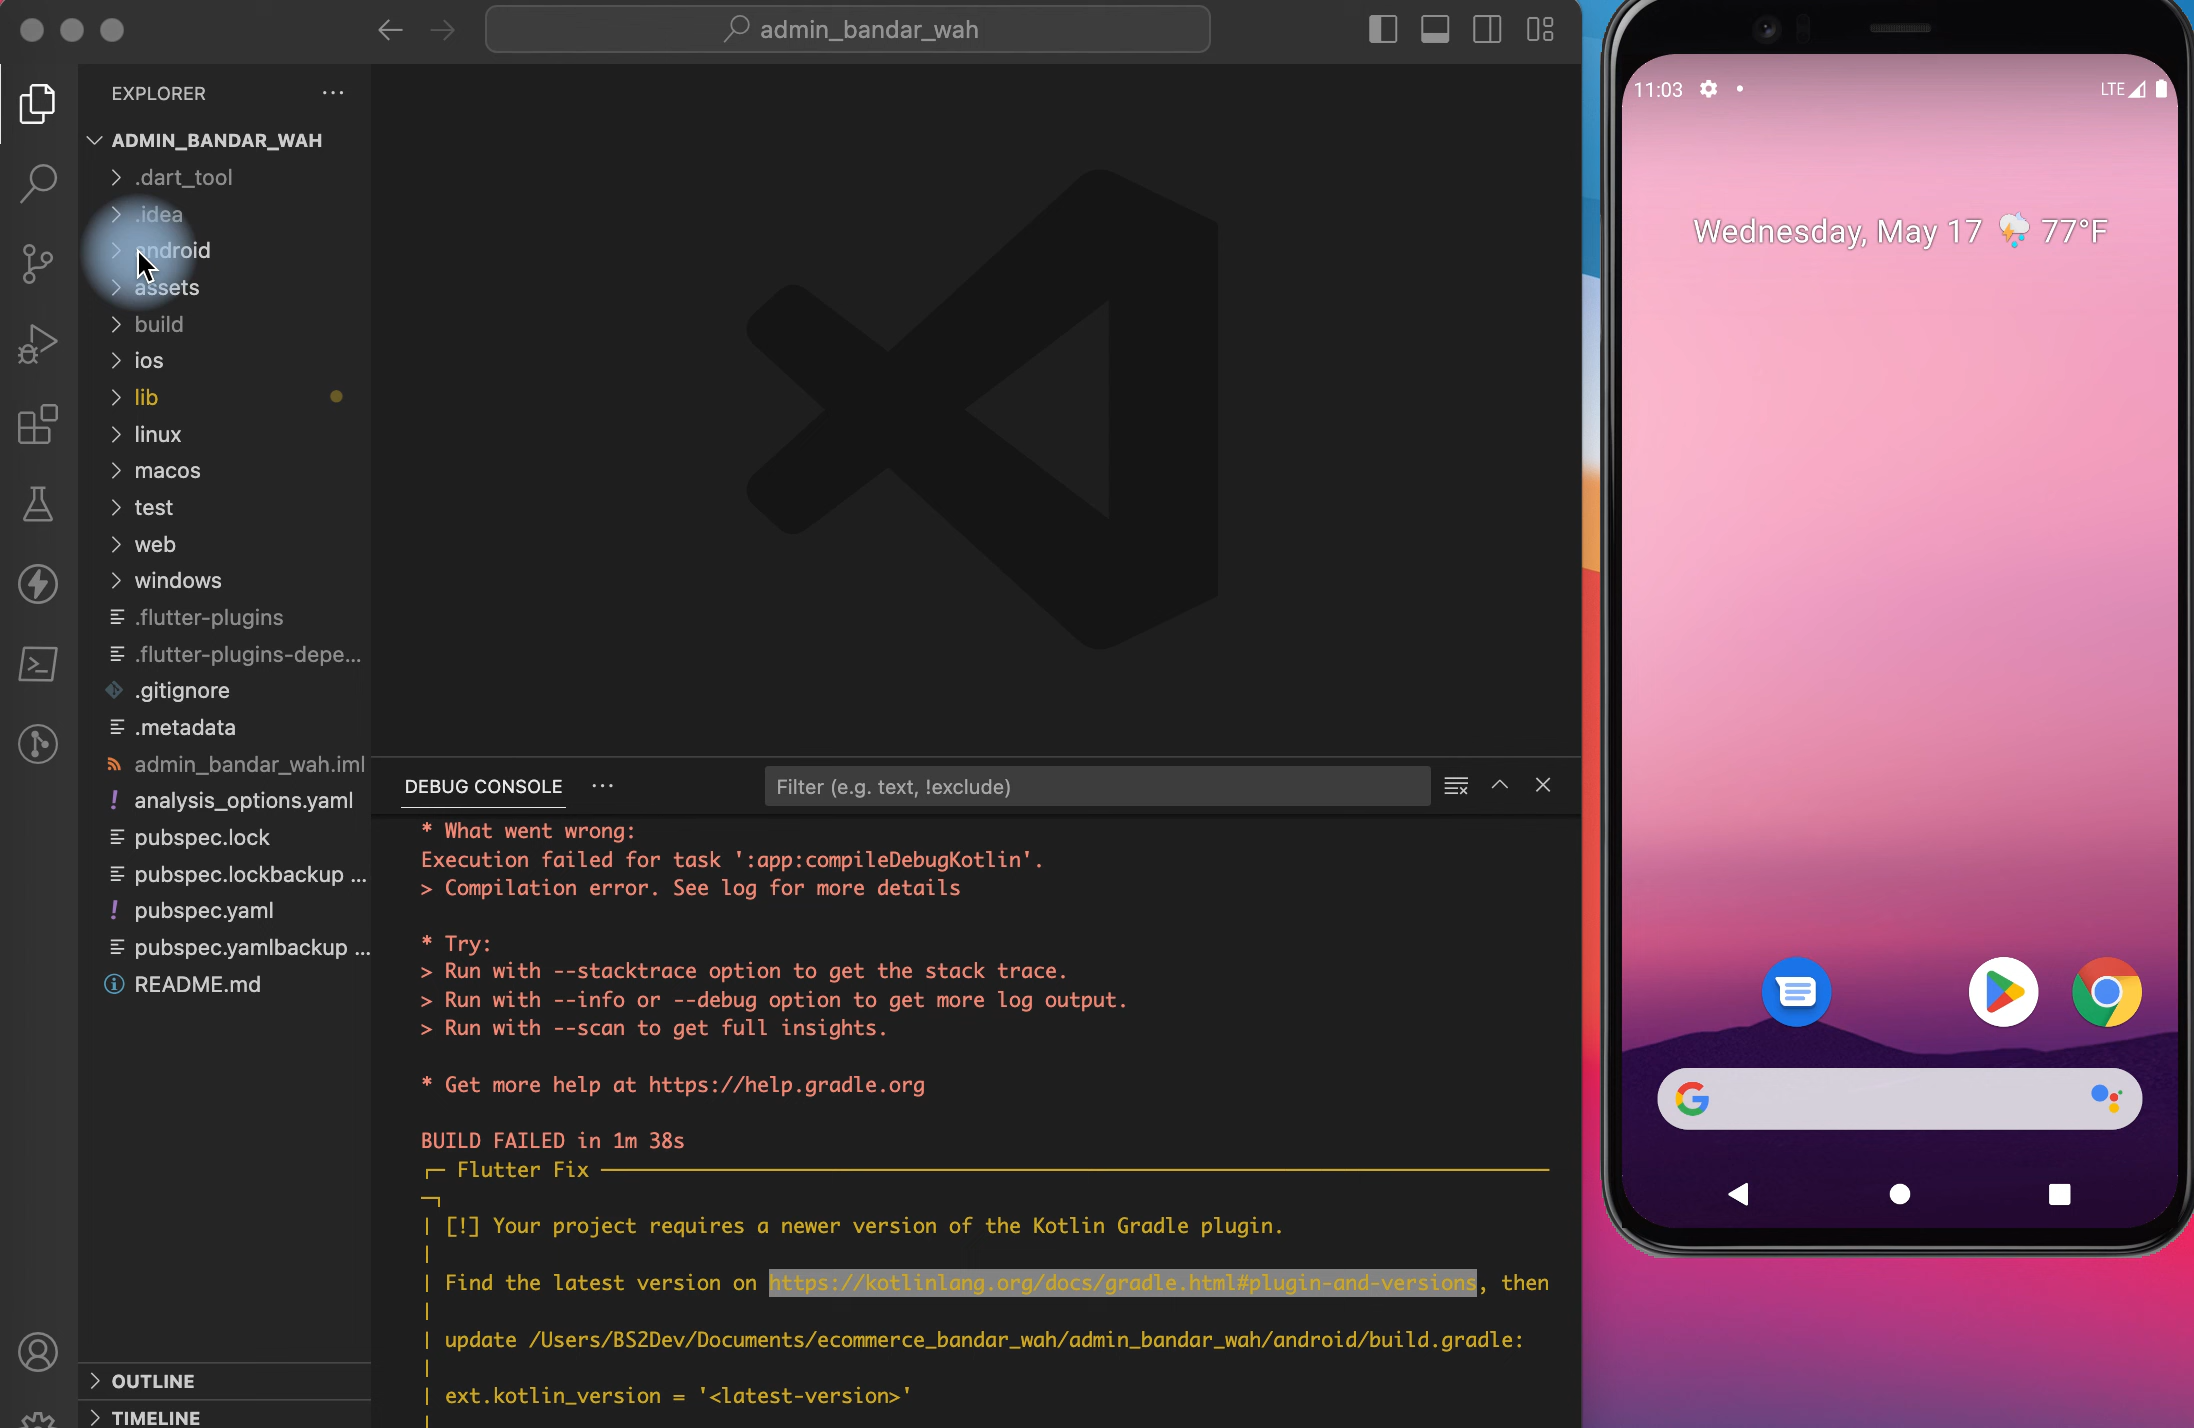 admin_bandar_wah
EXPLORER
ADMIN_BANDAR_WAH
.dart_tool
.idea
android
assets
build
ios
lib
linux
macos
test
web
windows
.flutter-plugins
.flutter-plugins-depe...
.gitignore
.metadata
admin_bandar_wah.iml
! analysis_options.yaml
pubspec.lock
pubspec.lockbackup ...
! pubspec.yaml
pubspec.yamlbackup ...
README.md
OUTLINE
TIMELINE
DEBUG CONSOLE
Filter (e.g. text, !exclude)
* What went wrong:
Execution failed for task ':app:compileDebugKotlin'.
> Compilation error. See log for more details
* Try:
> Run with --stacktrace option to get the stack trace.
> Run with --info or --debug option to get more log output.
> Run with --scan to get full insights.
* Get more help at https://help.gradle.org
BUILD FAILED in 1m 38s
Flutter Fix
[!] Your project requires a newer version of the Kotlin Gradle plugin.
Find the latest version on https://kotlinlang.org/docs/gradle.html#plugin-and-versions, then
update /Users/BS2Dev/Documents/ecommerce_bandar_wah/admin_bandar_wah/android/build.gradle:
ext.kotlin_version = '<latest-version>'
11:03
LTE
Wednesday, May 17 77°F